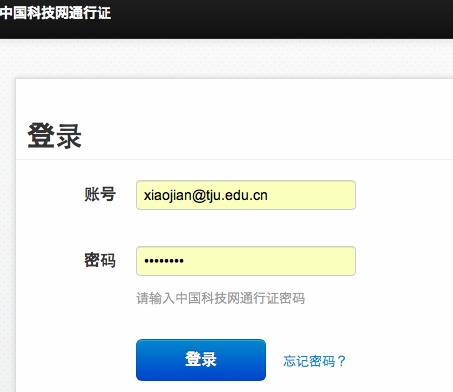 中国科技网通行证
登录
账号
xiaojian@tju.edu.cn
密码
••••••••
请输入中国科技网通行证密码
登录
忘记密码？